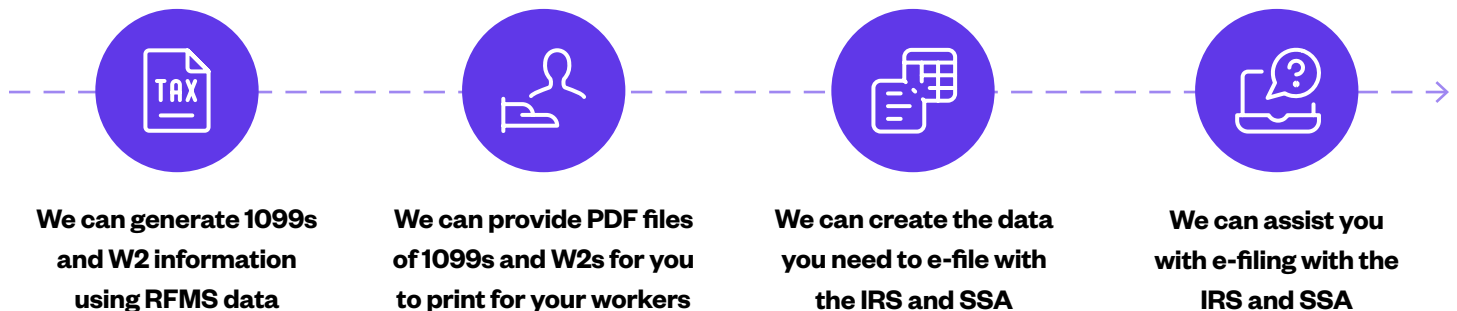 TAX
We can generate 1099s
and W2 information
using RFMS data
We can provide PDF files
of 1099s and W2s for you
to print for your workers
We can create the data
you need to e-file with
the IRS and SSA
?
We can assist you
with e-filing with the
IRS and SSA